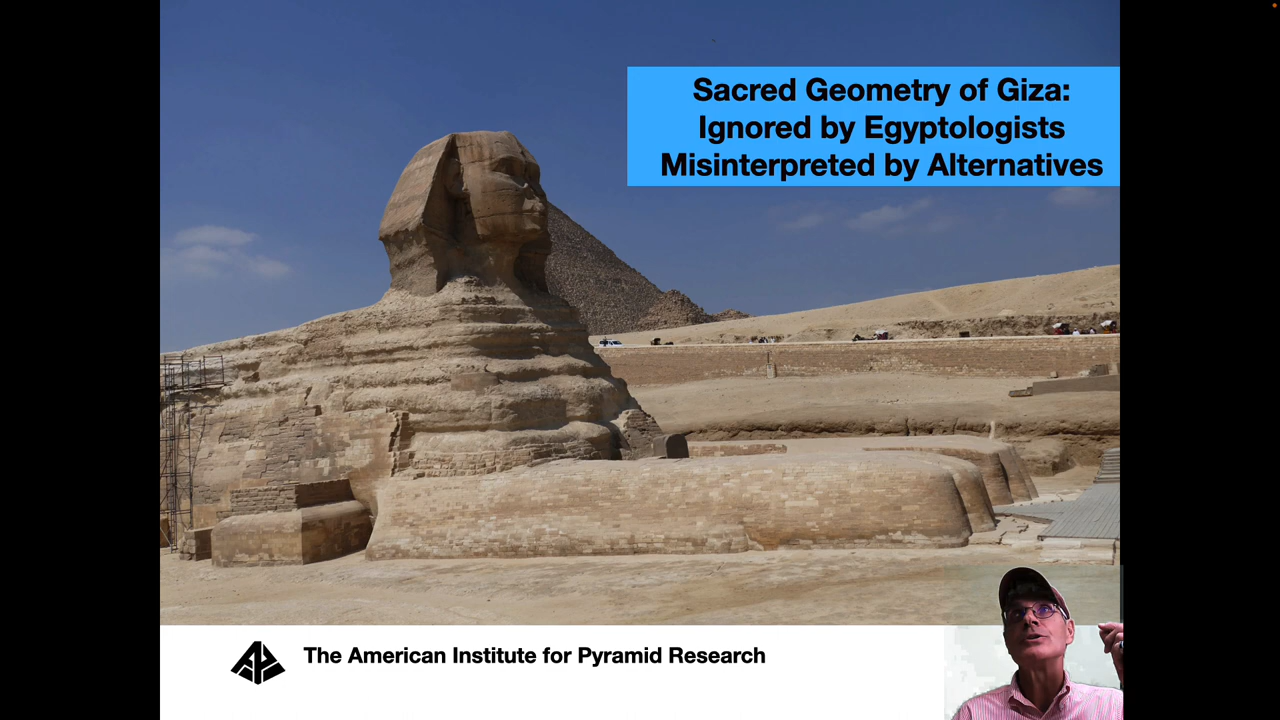 Sacred Geometry of Giza:
Ignored by Egyptologists
Misinterpreted by Alternatives
The American Institute for Pyramid Research